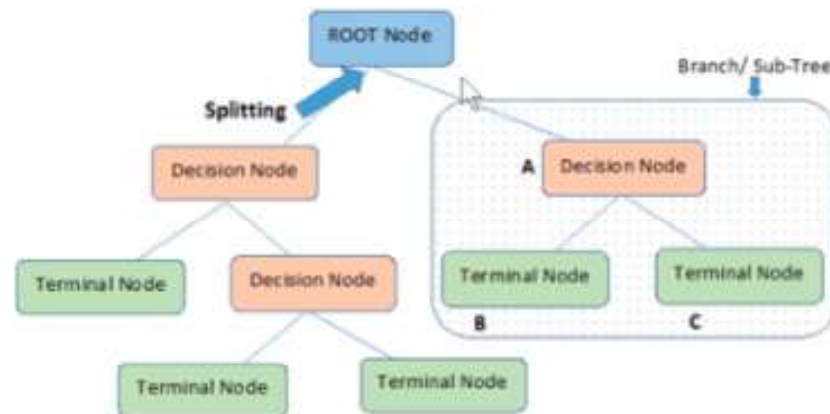 ROOT Node
Branch/ Sub-Tree
Splitting
Decision Node
A
Decision Node
Terminal Node
Decision Node
Terminal Node
Terminal Node
B
C
Terminal Node
Terminal Node